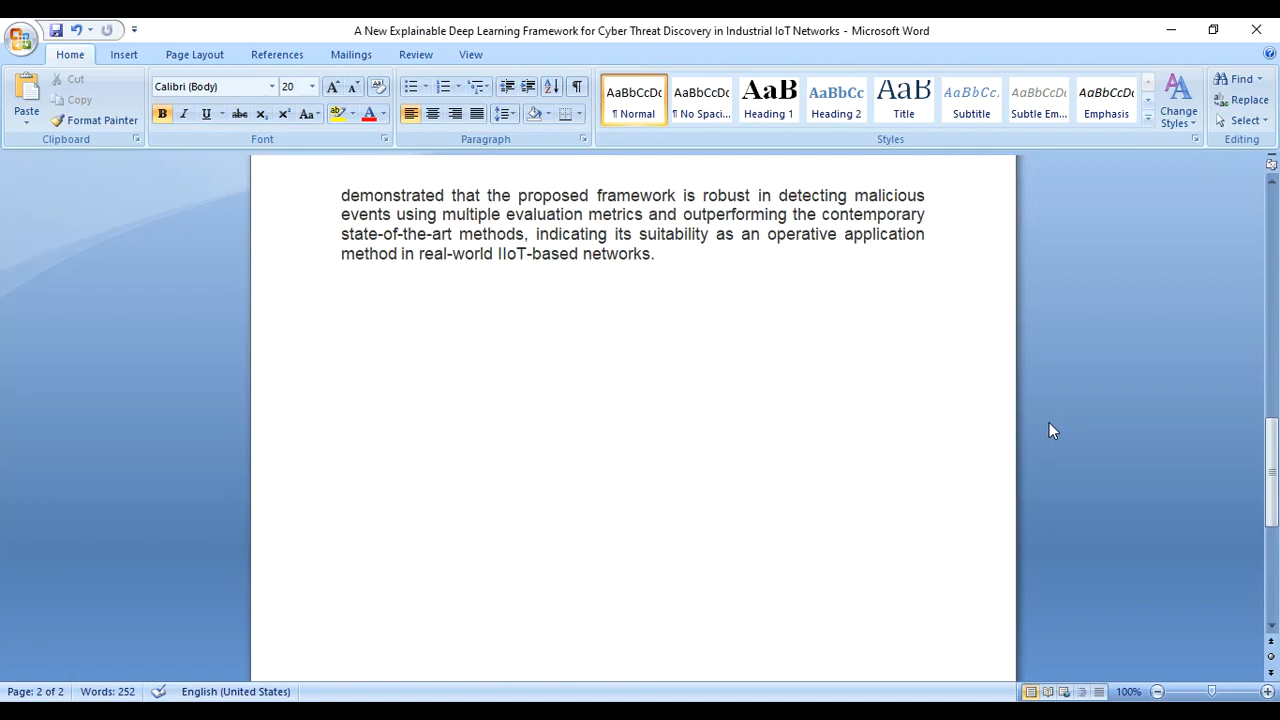 A New Explainable Deep Learning Framework for Cyber Threat Discovery in Industrial IoT Networks - Microsoft Word
Home Insert Page Layout References Mailings Review View
Paste
Cut
Copy
Format Painter
Clipboard
Calibri (Body) 20
Font
Paragraph
AaBbCcDc ¶ Normal
AaBbCcDc ¶ No Spaci...
AaB Heading 1
AaBbCc Heading 2
AaB Title
AaBbCc. Subtitle
AaBbCcDc Subtle Em...
AaBbCcDc Emphasis
Change Styles
Styles
Find
Replace
Select
Editing
demonstrated that the proposed framework is robust in detecting malicious
events using multiple evaluation metrics and outperforming the contemporary
state-of-the-art methods, indicating its suitability as an operative application
method in real-world IIoT-based networks.
Page: 2 of 2 Words: 252 English (United States) 100%